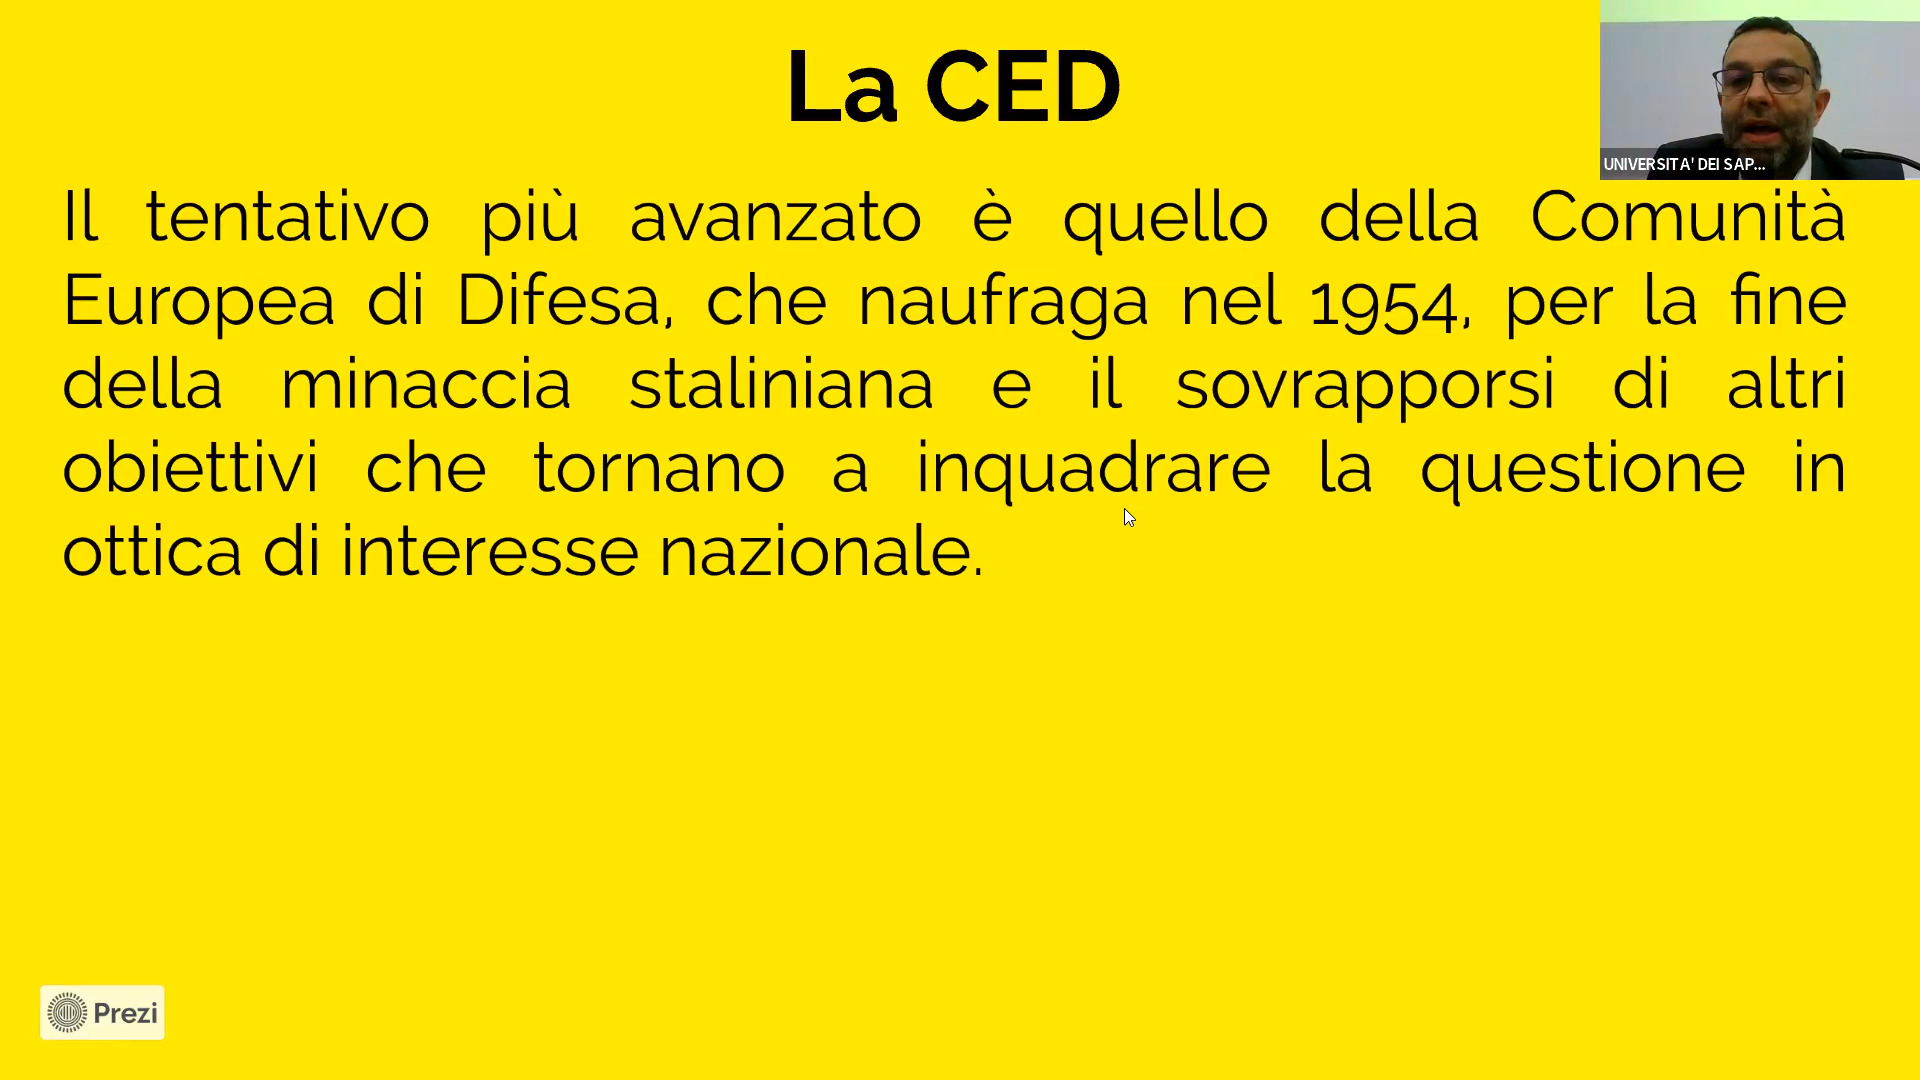 La CED
UNIVERSITA' DEI SAP...
Il tentativo più avanzato è quello della Comunità
Europea di Difesa, che naufraga nel 1954, per la fine
della minaccia staliniana e il sovrapporsi di altri
obiettivi che tornano a inquadrare la questione in
ottica di interesse nazionale.
Prezi